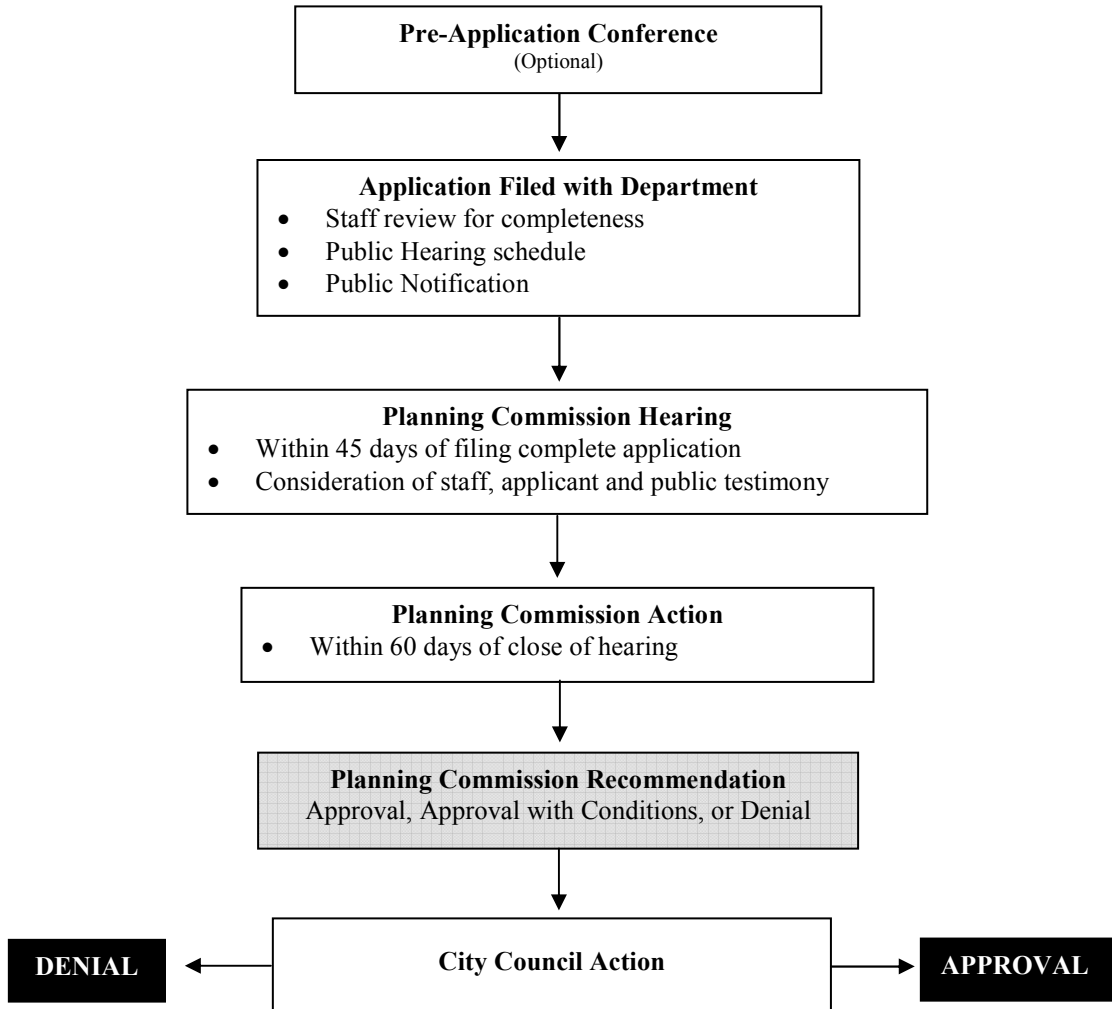 Pre-Application Conference
(Optional)
Application Filed with Department
• Staff review for completeness
• Public Hearing schedule
• Public Notification
Planning Commission Hearing
• Within 45 days of filing complete application
• Consideration of staff, applicant and public testimony
Planning Commission Action
• Within 60 days of close of hearing
Planning Commission Recommendation
Approval, Approval with Conditions, or Denial
DENIAL
City Council Action
APPROVAL